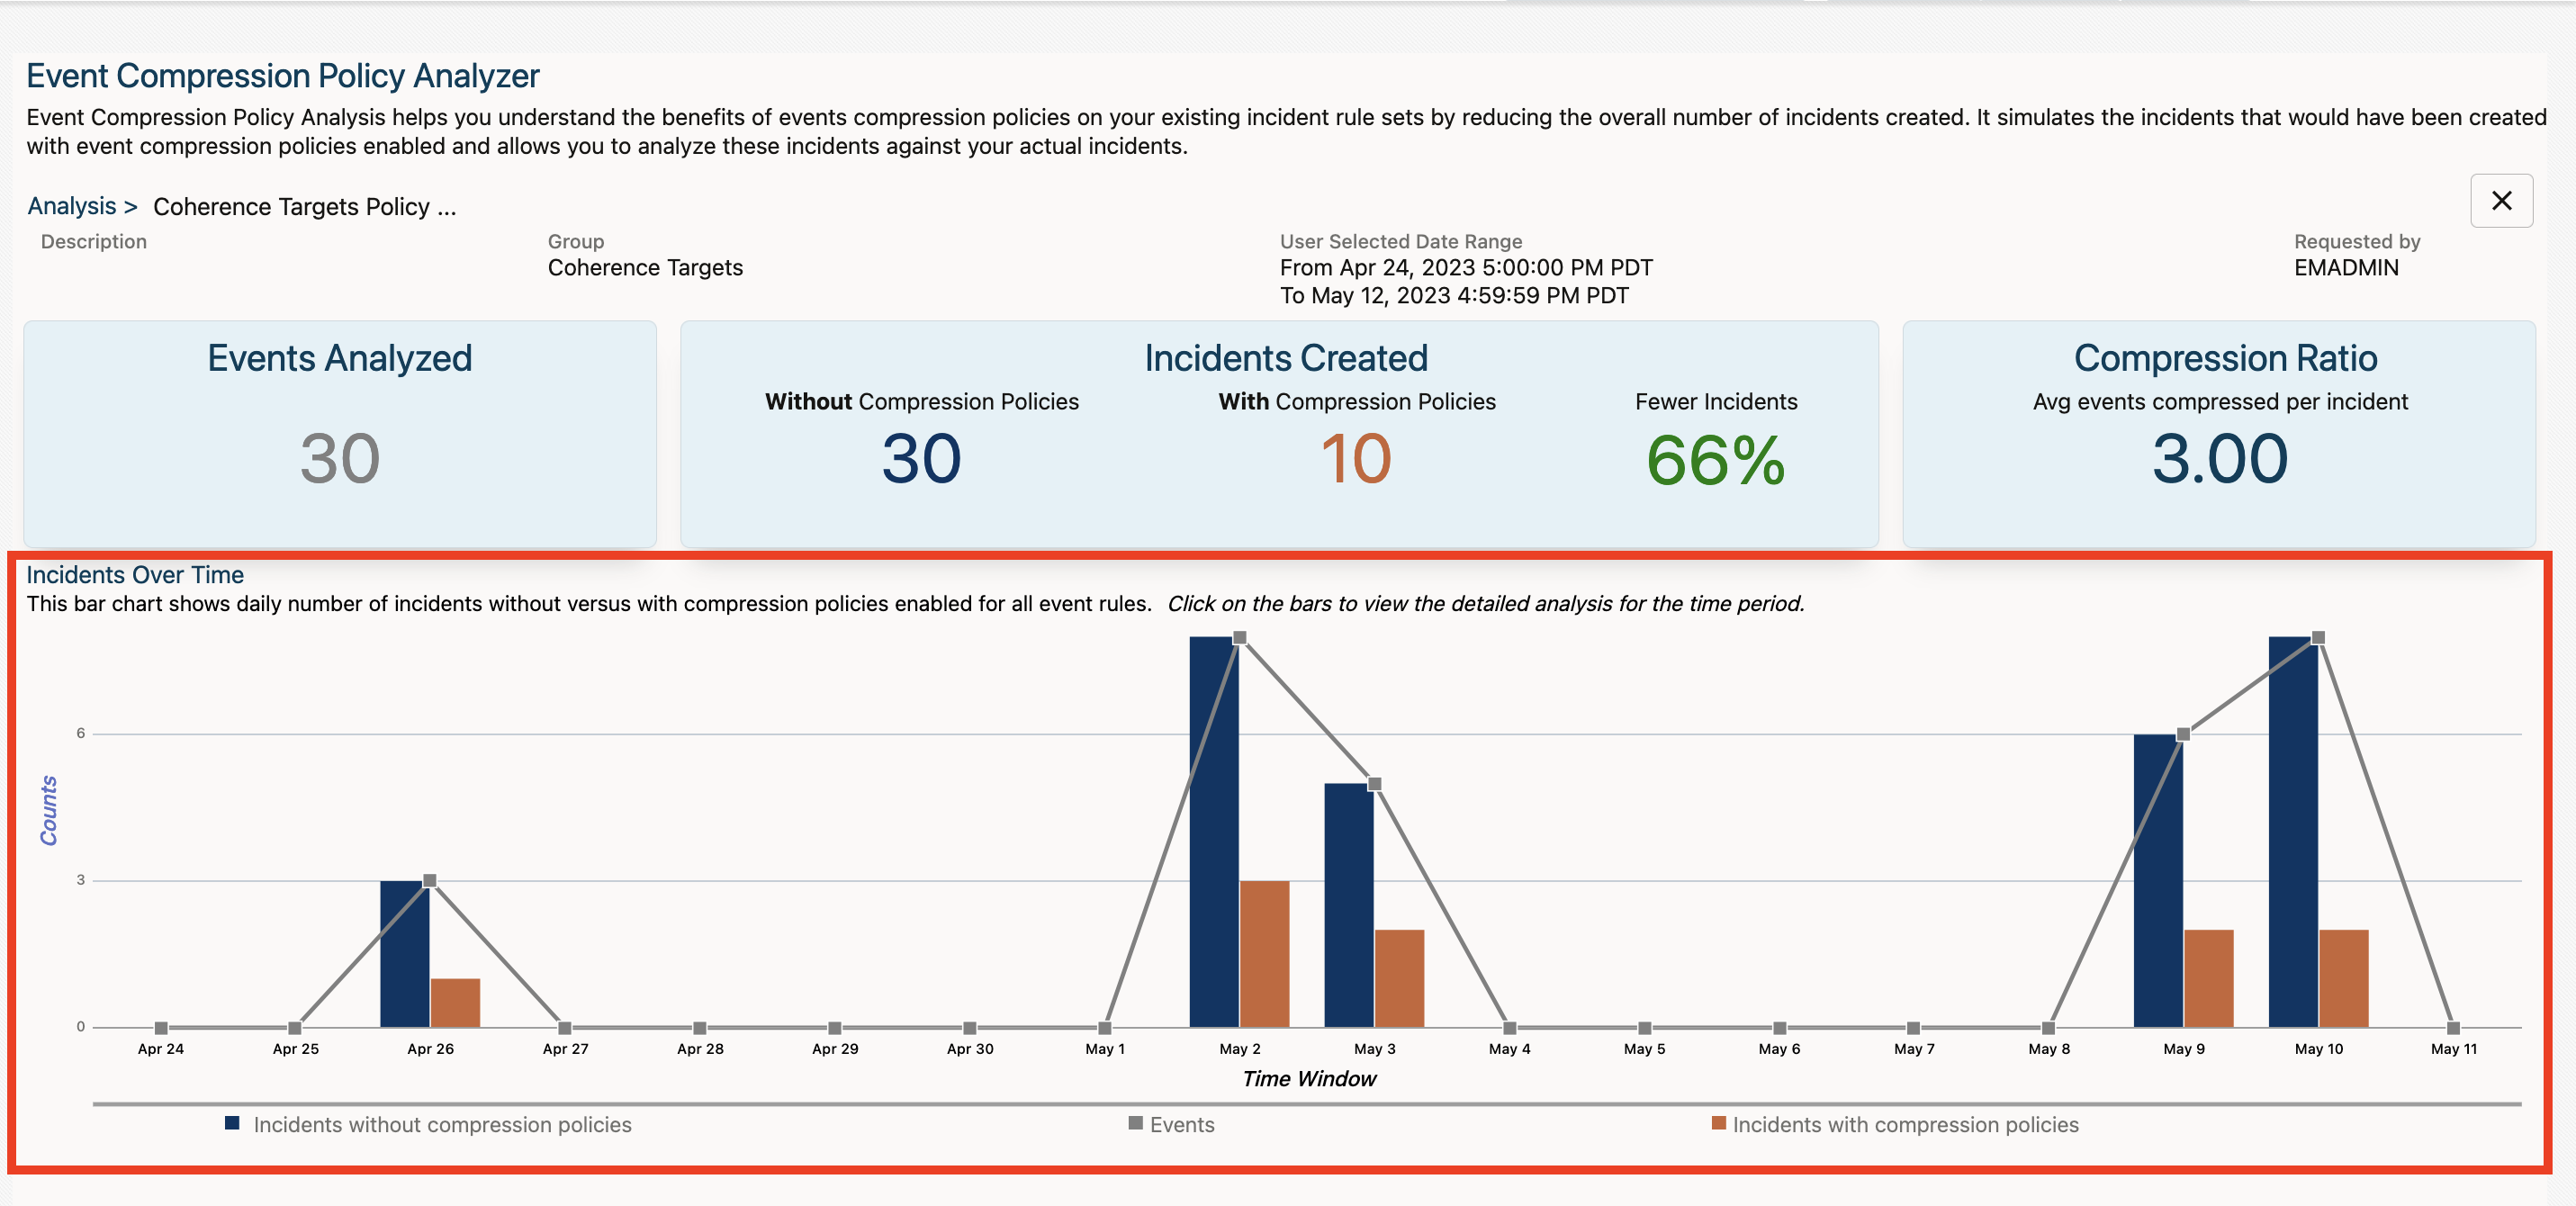 Event Compression Policy Analyzer
Event Compression Policy Analysis helps you understand the benefits of events compression policies on your existing incident rule sets by reducing the overall number of incidents created. It simulates the incidents that would have been created
with event compression policies enabled and allows you to analyze these incidents against your actual incidents.
Analysis > Coherence Targets Policy ...
Description
Group
Coherence Targets
User Selected Date Range
From Apr 24, 2023 5:00:00 PM PDT
To May 12, 2023 4:59:59 PM PDT
Requested by
EMADMIN
Events Analyzed
30
Incidents Created
Without Compression Policies
30
With Compression Policies
10
Fewer Incidents
66%
Compression Ratio
Avg events compressed per incident
3.00
Incidents Over Time
This bar chart shows daily number of incidents without versus with compression policies enabled for all event rules. Click on the bars to view the detailed analysis for the time period.
Counts
6
3
0
Apr 24 Apr 25 Apr 26 Apr 27 Apr 28 Apr 29 Apr 30 May 1 May 2 May 3 May 4 May 5 May 6 May 7 May 8 May 9 May 10 May 11
Time Window
Incidents without compression policies Events Incidents with compression policies